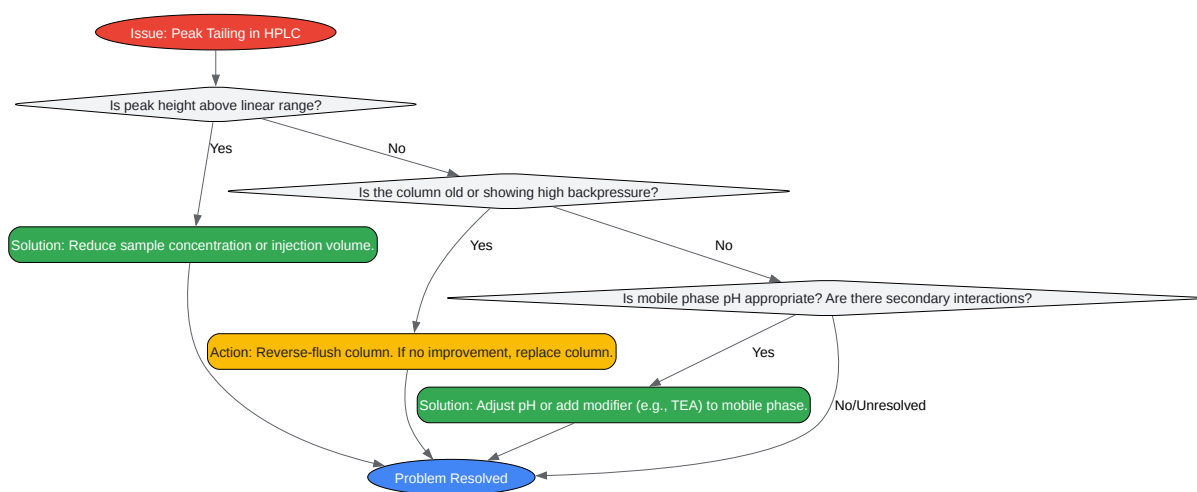 Issue: Peak Tailing in HPLC
Is peak height above linear range?
Yes
No
Is the column old or showing high backpressure?
Solution: Reduce sample concentration or injection volume.
Yes
No
Is mobile phase pH appropriate? Are there secondary interactions?
Action: Reverse-flush column. If no improvement, replace column.
Yes
Solution: Adjust pH or add modifier (e.g., TEA) to mobile phase.
No/Unresolved
Problem Resolved